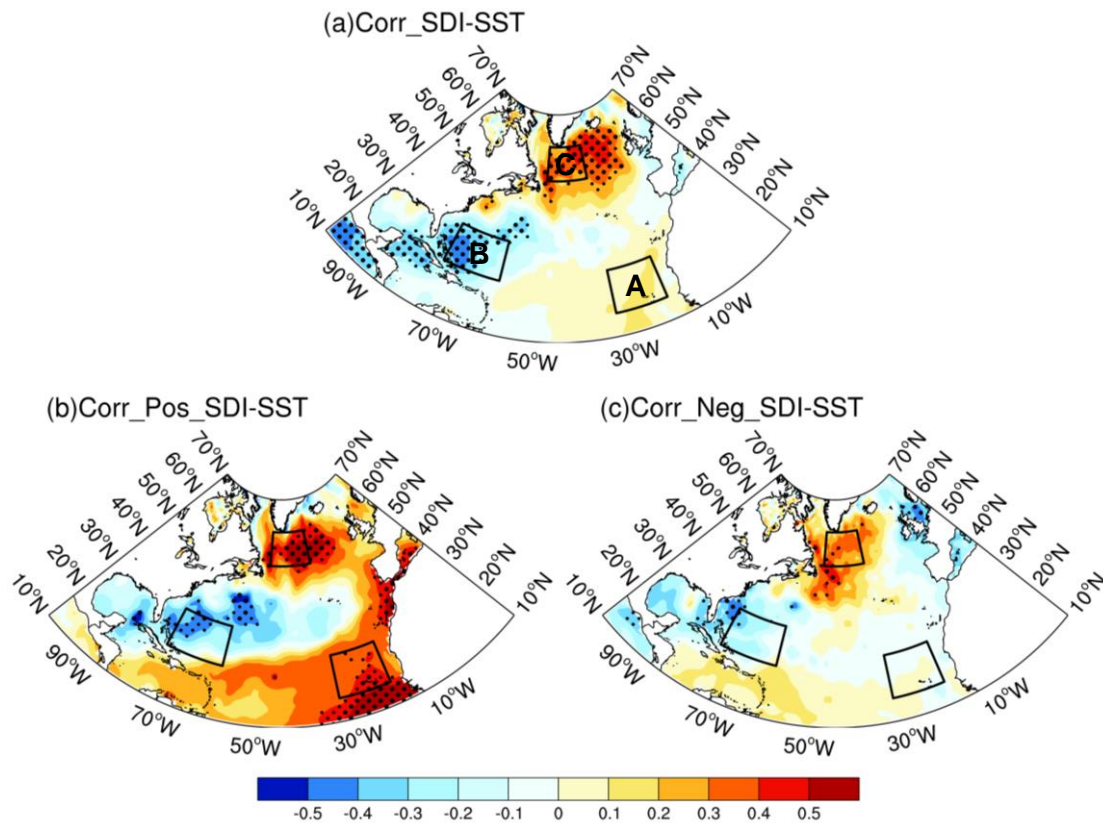 (a)Corr_SDI-SST
70°N
60°N
50°N
40°N
30°N
20°N
10°N
90°W
70°W
50°W
30°W
10°W
70°N
60°N
50°N
40°N
30°N
20°N
10°N
C
B
A
(b)Corr_Pos_SDI-SST
70°N
60°N
50°N
40°N
30°N
20°N
10°N
90°W
70°W
50°W
30°W
10°W
70°N
60°N
50°N
40°N
30°N
20°N
10°N
(c)Corr_Neg_SDI-SST
70°N
60°N
50°N
40°N
30°N
20°N
10°N
90°W
70°W
50°W
30°W
10°W
70°N
60°N
50°N
40°N
30°N
20°N
10°N
-0.5 -0.4 -0.3 -0.2 -0.1 0 0.1 0.2 0.3 0.4 0.5